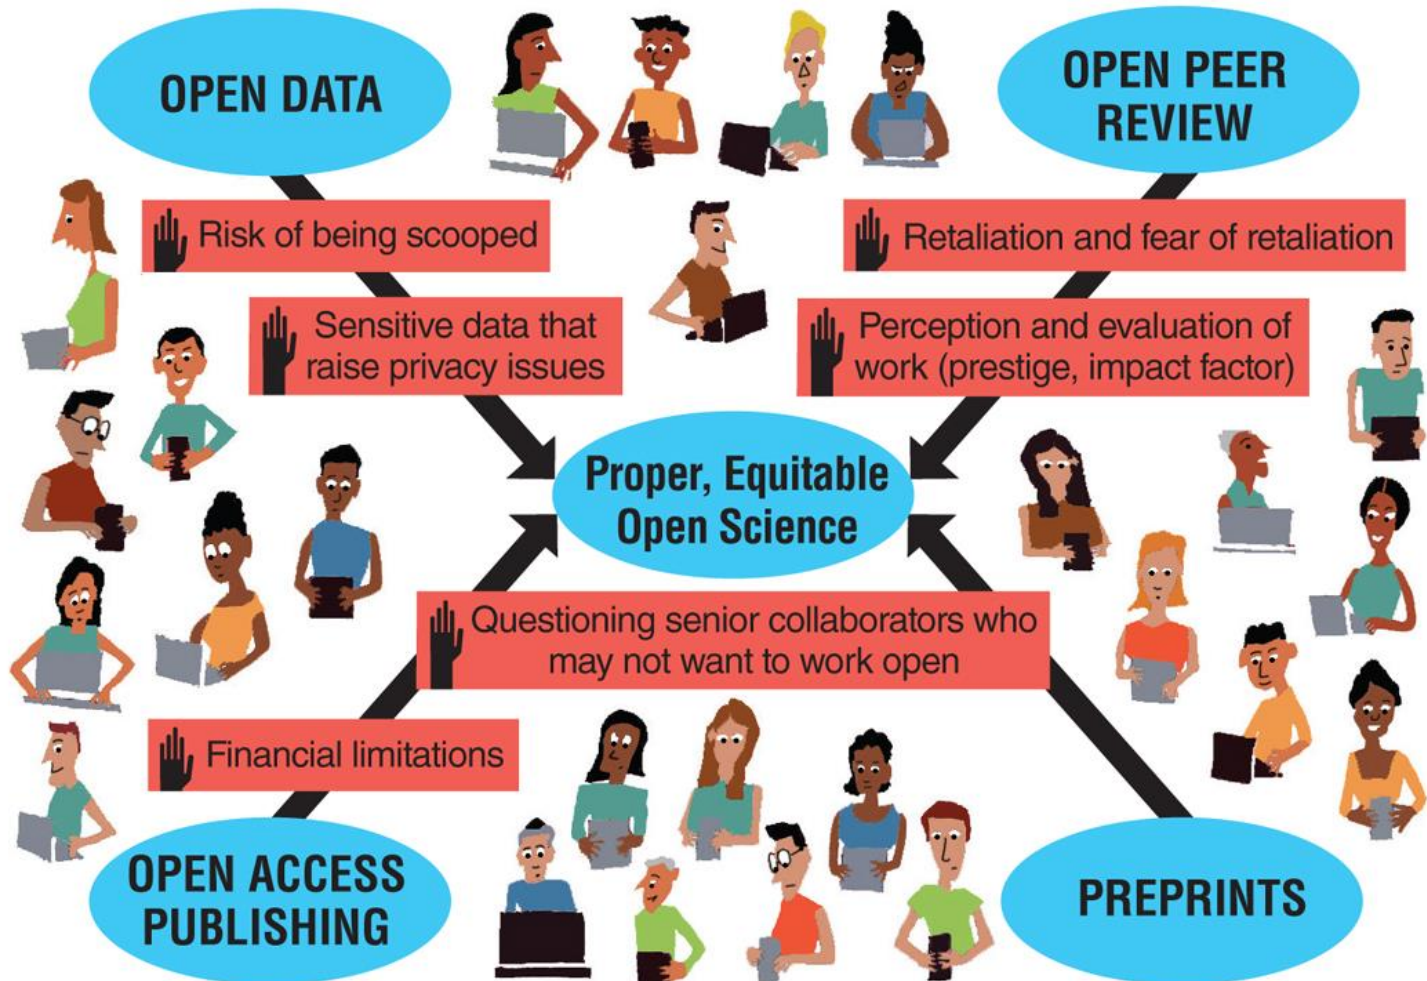 OPEN DATA
OPEN PEER
REVIEW
Risk of being scooped
Retaliation and fear of retaliation
Sensitive data that
raise privacy issues
Perception and evaluation of
work (prestige, impact factor)
Proper, Equitable
Open Science
Questioning senior collaborators who
may not want to work open
Financial limitations
OPEN ACCESS
PUBLISHING
PREPRINTS